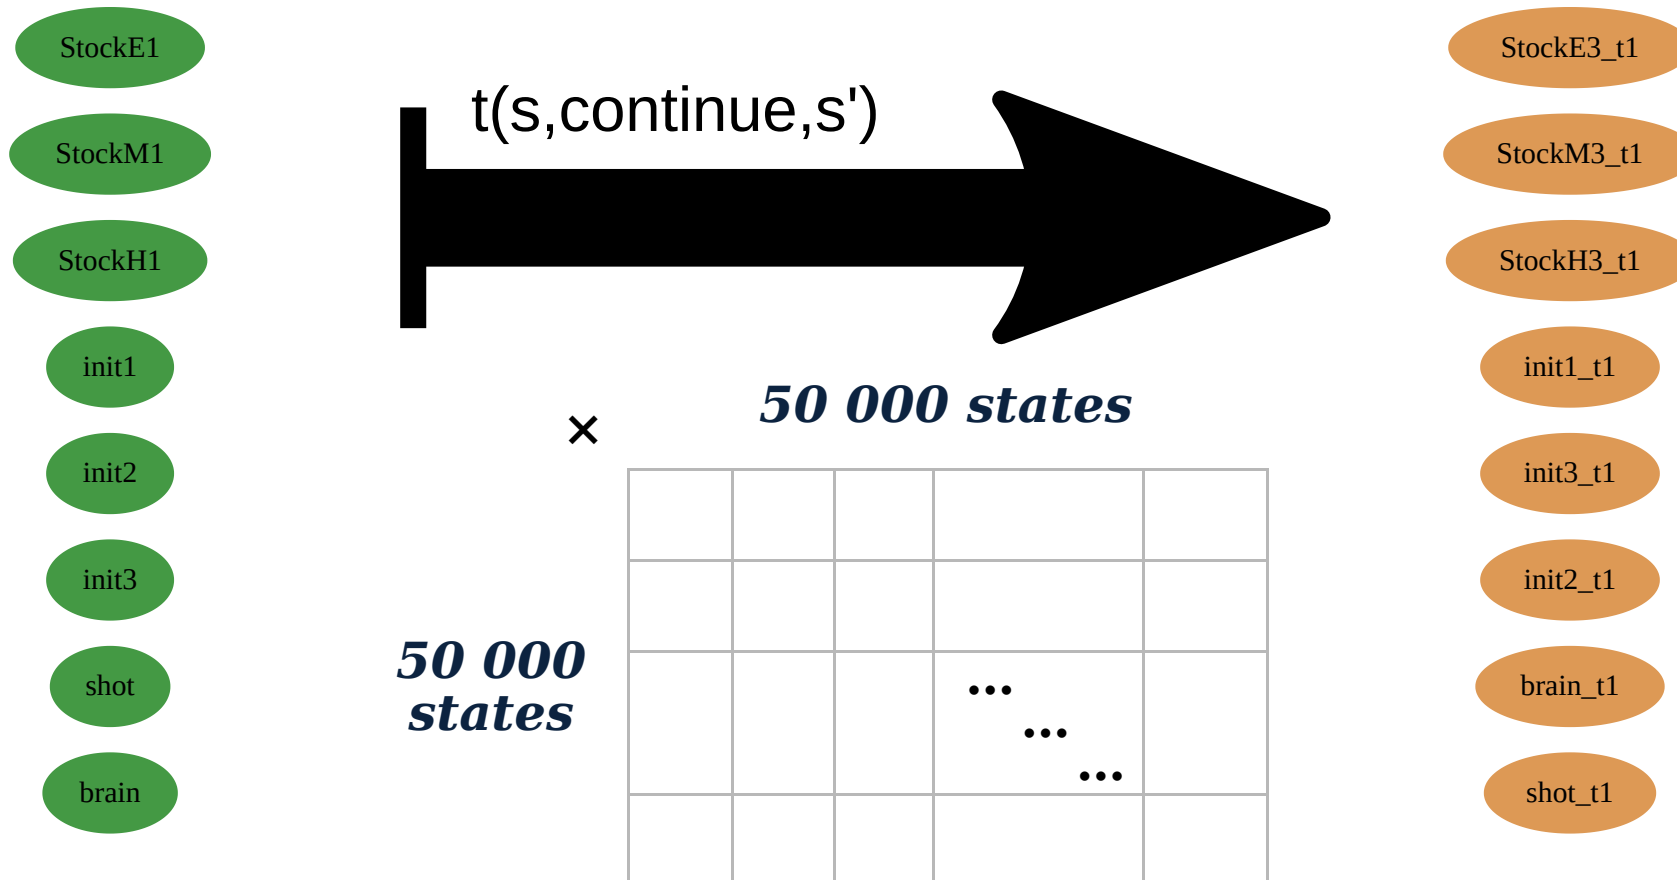 StockE1
StockM1
StockH1
init1
init2
init3
shot
brain
t(s,continue,s')
×
50 000 states
50 000
states
...
...
...
StockE3_t1
StockM3_t1
StockH3_t1
init1_t1
init3_t1
init2_t1
brain_t1
shot_t1